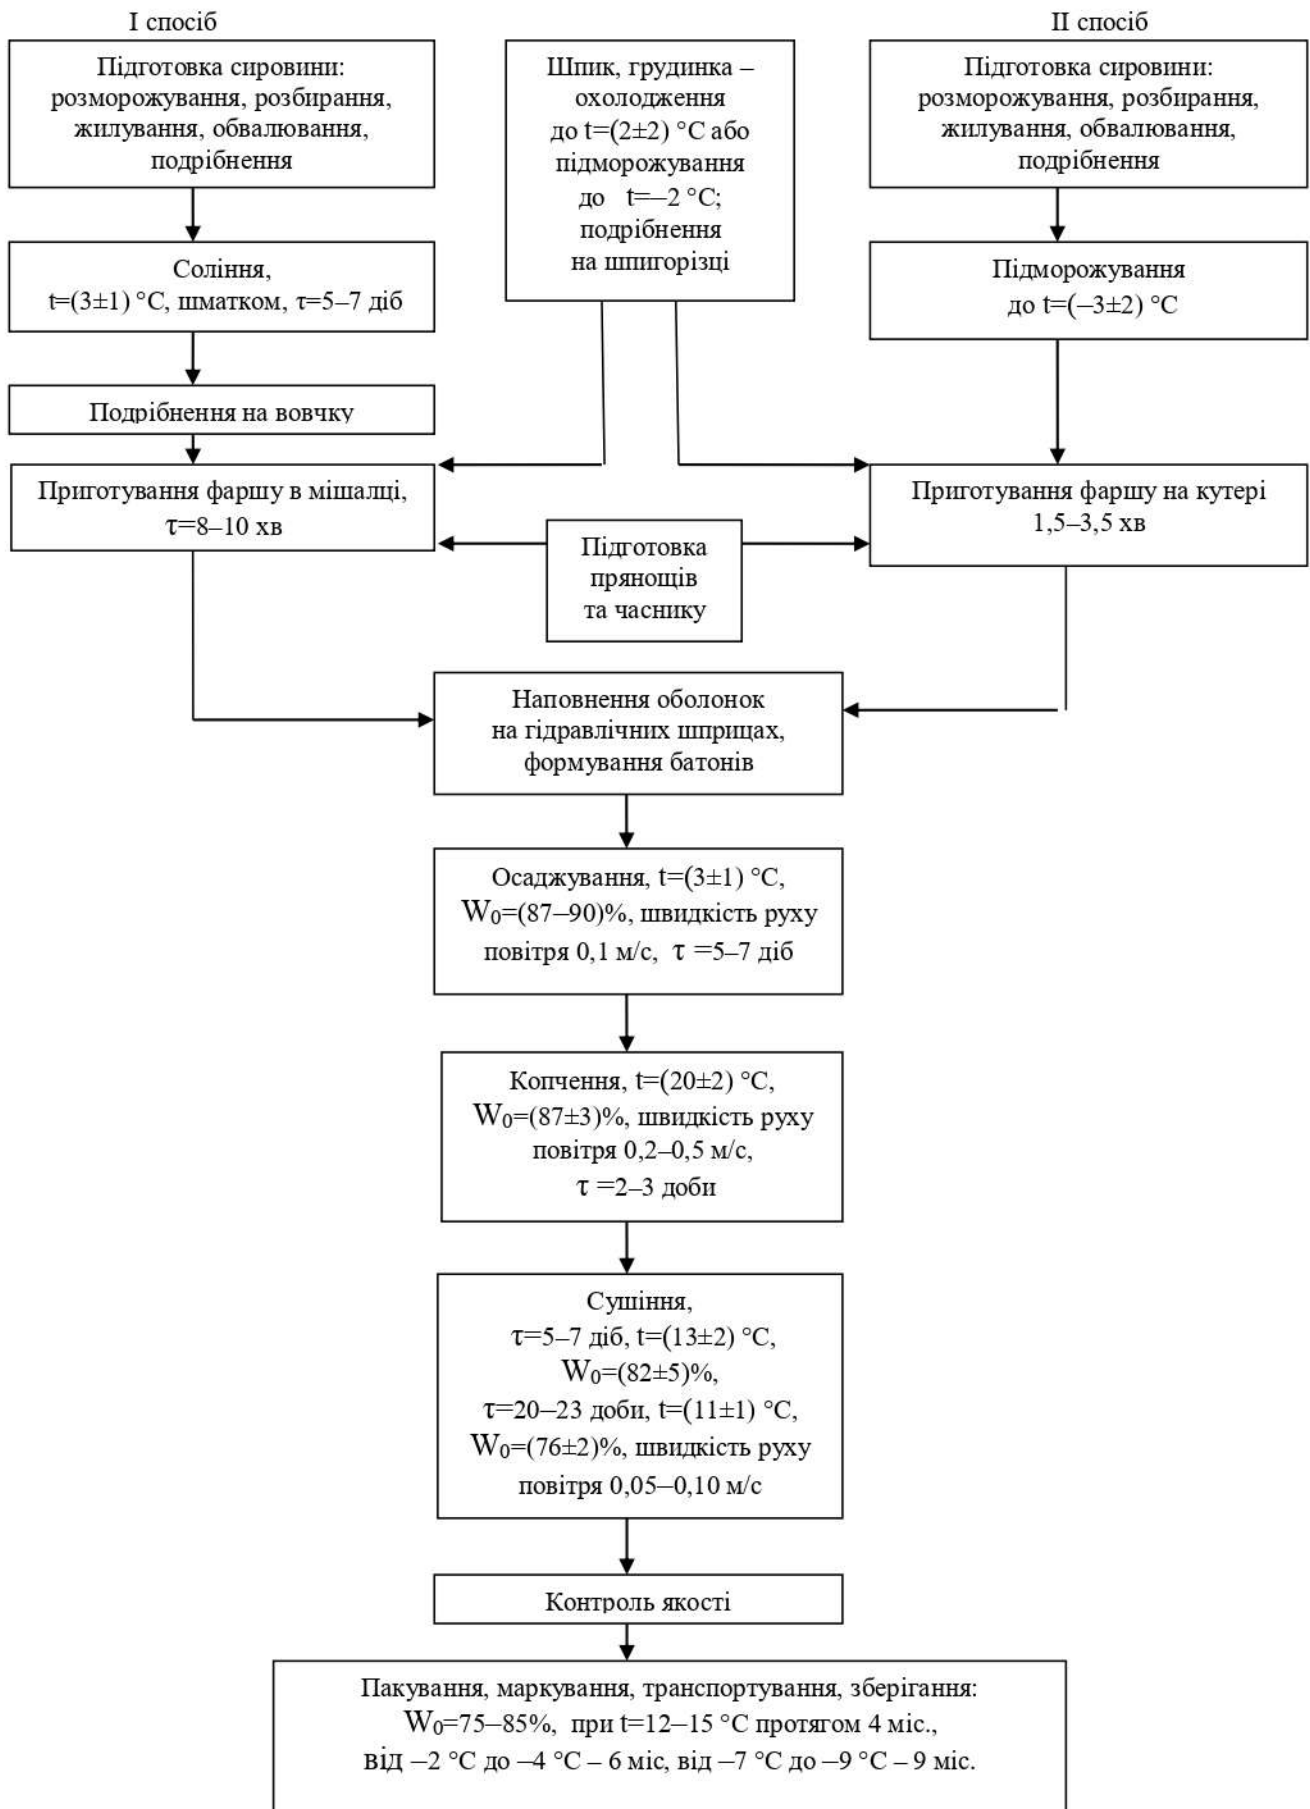 I спосіб
II спосіб
Підготовка сировини:
розморожування, розбирання,
жилування, обвалювання,
подрібнення
Шпик, грудинка –
охолодження
до t=(2±2) °C або
підморожування
до t=–2 °C;
подрібнення
на шпигорізці
Підготовка сировини:
розморожування, розбирання,
жилування, обвалювання,
подрібнення
Соління,
t=(3±1) °C, шматком, τ=5–7 діб
Підморожування
до t=(–3±2) °C
Подрібнення на вовчку
Приготування фаршу в мішалці,
τ=8–10 хв
Приготування фаршу на кутері
1,5–3,5 хв
Підготовка
прянощів
та часнику
Наповнення оболонок
на гідравлічних шприцах,
формування батонів
Осаджування, t=(3±1) °C,
W₀=(87–90)%, швидкість руху
повітря 0,1 м/с, τ =5–7 діб
Копчення, t=(20±2) °C,
W₀=(87±3)%, швидкість руху
повітря 0,2–0,5 м/с,
τ =2–3 доби
Сушіння,
τ=5–7 діб, t=(13±2) °C,
W₀=(82±5)%,
τ=20–23 доби, t=(11±1) °C,
W₀=(76±2)%, швидкість руху
повітря 0,05–0,10 м/с
Контроль якості
Пакування, маркування, транспортування, зберігання:
W₀=75–85%, при t=12–15 °C протягом 4 міс.,
від –2 °C до –4 °C – 6 міс, від –7 °C до –9 °C – 9 міс.